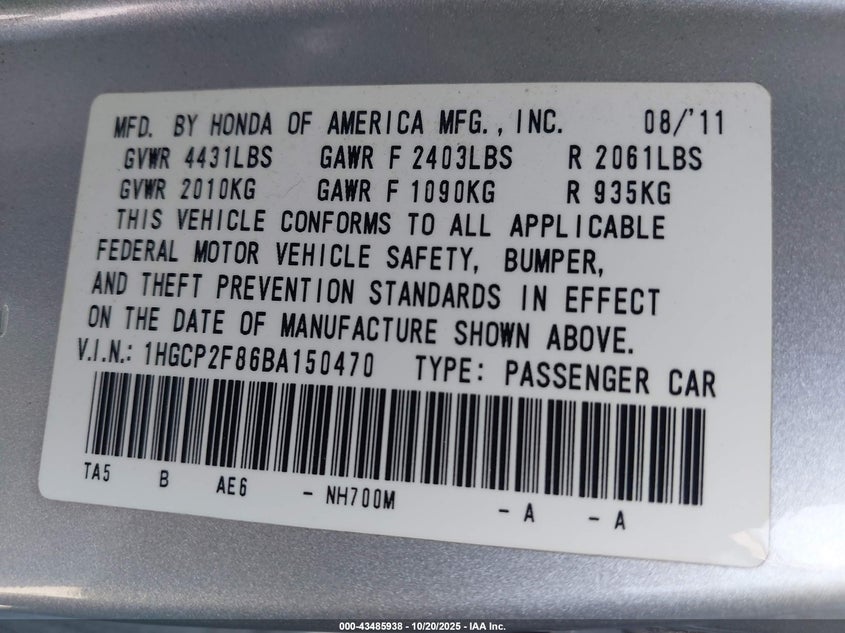 MFD. BY HONDA OF AMERICA MFG., INC. 08/'11
GVWR 4431LBS GAWR F 2403LBS R 2061LBS
GVWR 2010KG GAWR F 1090KG R 935KG
THIS VEHICLE CONFORMS TO ALL APPLICABLE
FEDERAL MOTOR VEHICLE SAFETY, BUMPER,
AND THEFT PREVENTION STANDARDS IN EFFECT
ON THE DATE OF MANUFACTURE SHOWN ABOVE.
V.I.N.: 1HGCP2F86BA150470 TYPE: PASSENGER CAR
TA5 B AE6 - NH700M - A - A
000-43485938 - 10/20/2025 - IAA Inc.